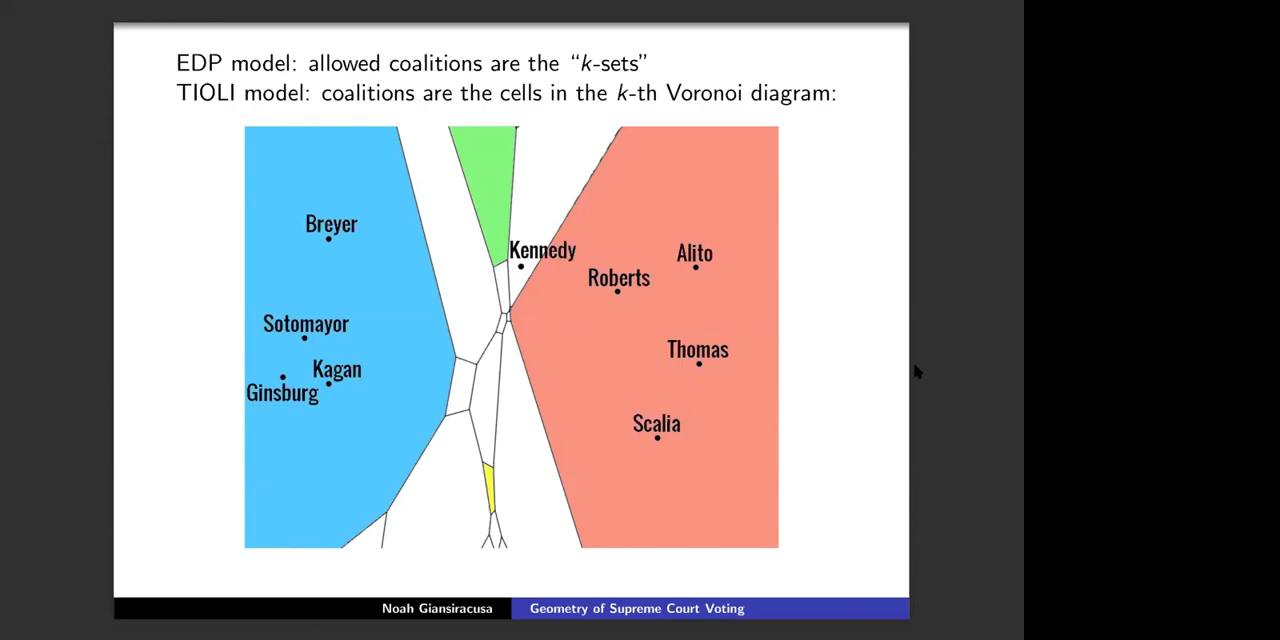 EDP model: allowed coalitions are the “k-sets”
TIOLI model: coalitions are the cells in the k-th Voronoi diagram:
Breyer
Kennedy
Alito
Roberts
Sotomayor
Thomas
Kagan
Ginsburg
Scalia
Noah Giansiracusa
Geometry of Supreme Court Voting